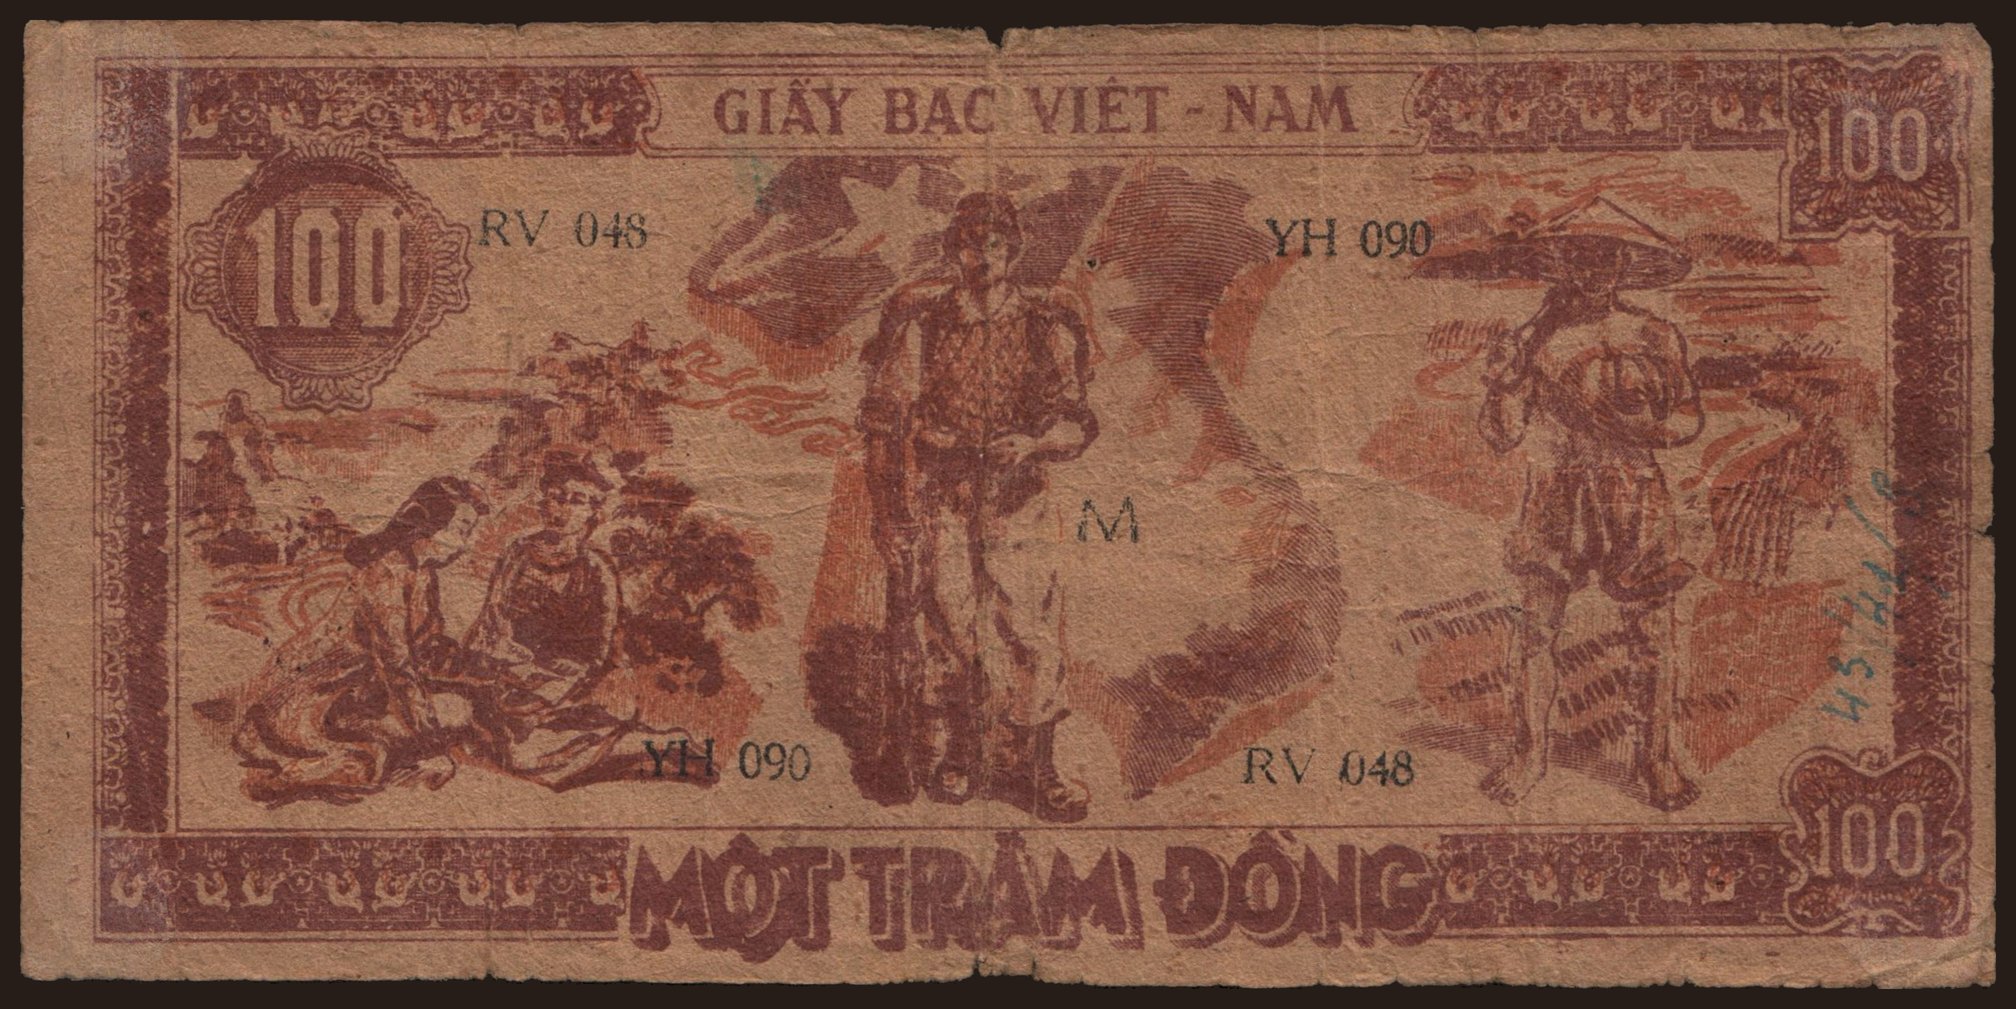 GIẤY BẠC VIỆT - NAM
100
100
RV 048
YH 090
M
YH 090
RV 048
MỘT TRĂM ĐỒNG
100